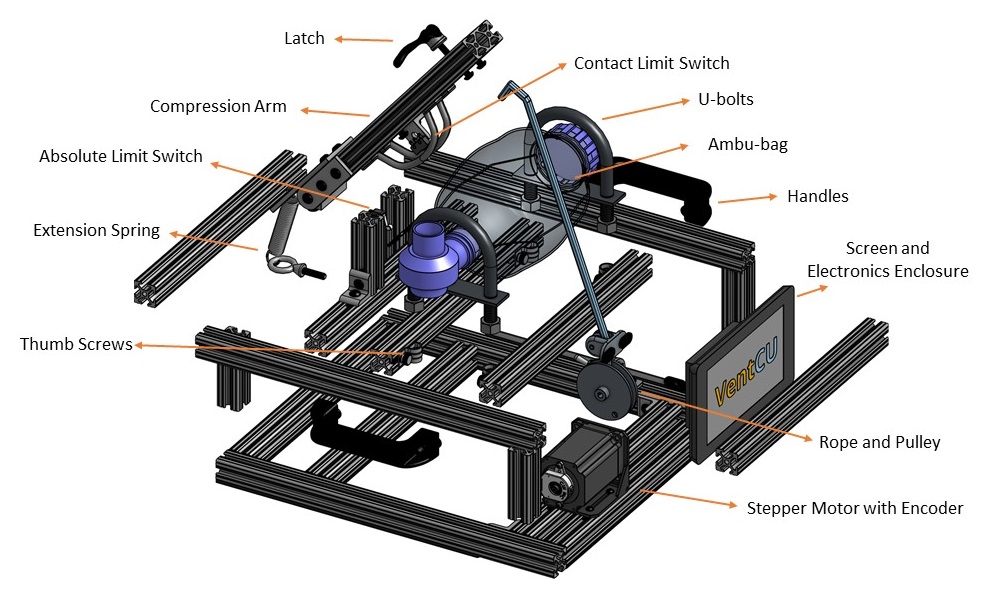 Latch
Contact Limit Switch
Compression Arm
U-bolts
Absolute Limit Switch
Ambu-bag
Handles
Extension Spring
Screen and
Electronics Enclosure
Thumb Screws
VentCU
Rope and Pulley
Stepper Motor with Encoder